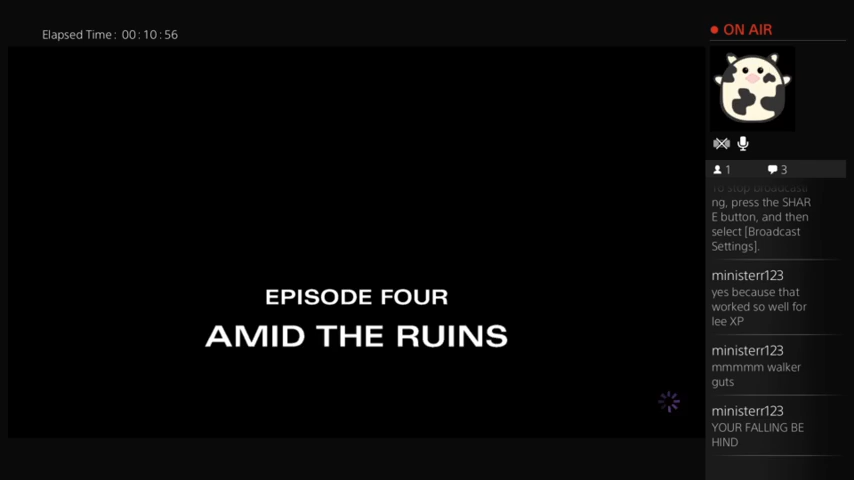 Elapsed Time: 00:10:56
ON AIR
1
3
To stop broadcasti
ng, press the SHAR
E button, and then
select [Broadcast
Settings].
ministerr123
yes because that
worked so well for
lee XP
ministerr123
mmmmm walker
guts
ministerr123
YOUR FALLING BE
HIND
EPISODE FOUR
AMID THE RUINS